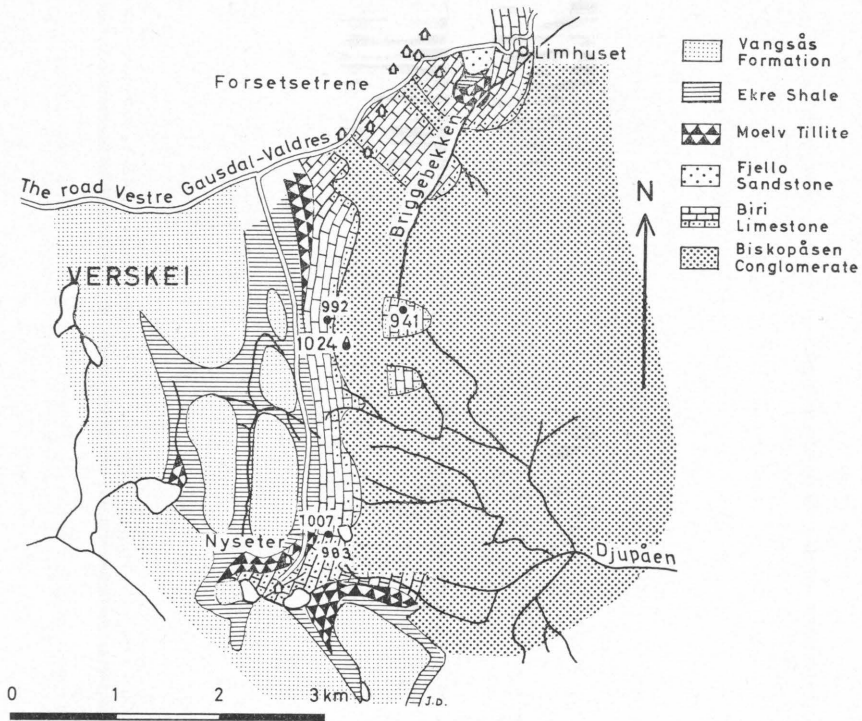 Limhuset
Forsetsetrene
The road Vestre Gausdal-Valdres
Briggebekken
N
VERSKEI
992
1024
941
1007
Nyseter
983
Djupåen
0 1 2 3 km
J.D.
Vangsås
Formation
Ekre Shale
Moelv Tillite
Fjello
Sandstone
Biri
Limestone
Biskopåsen
Conglomerate